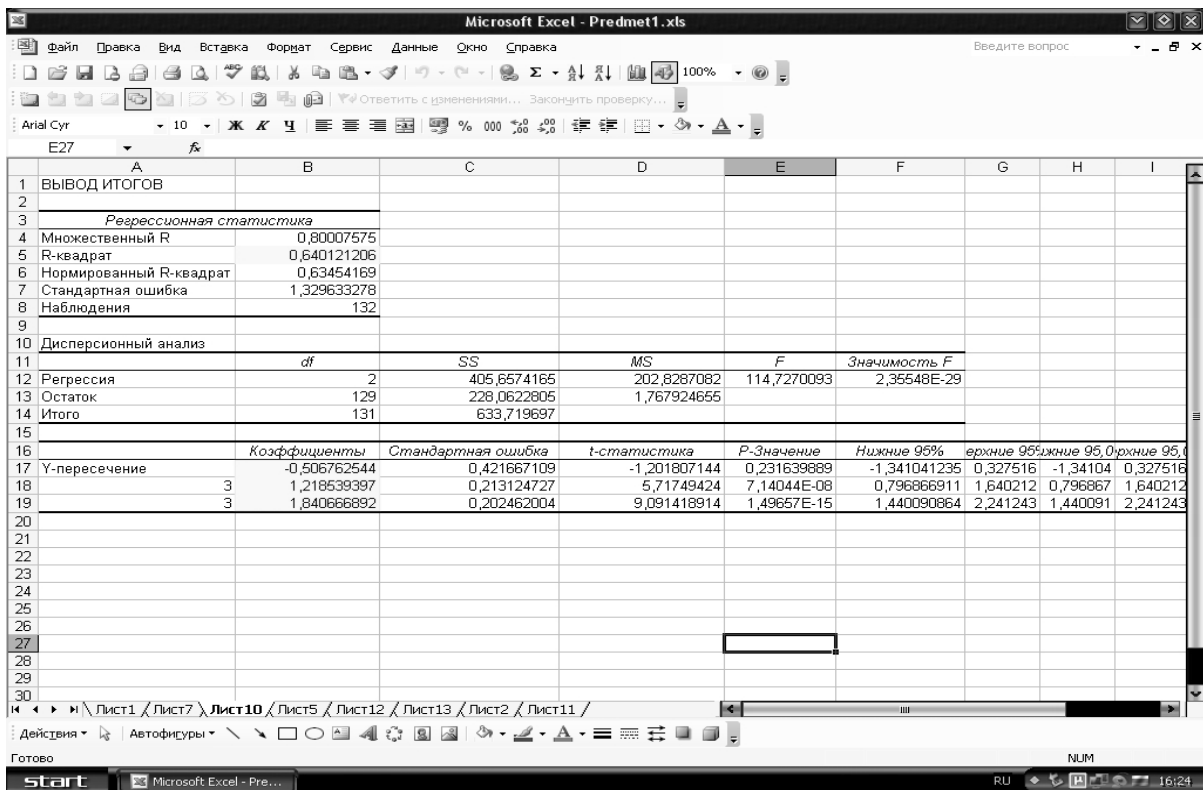 Microsoft Excel - Predmet1.xls
Файл Правка Вид Вставка Формат Сервис Данные Окно Справка Введите вопрос
100%
Ответить с изменениями... Закончить проверку...
Arial Cyr 10 Ж К Ч % 000
E27 fx
A B C D E F G H I
1 ВЫВОД ИТОГОВ
2
3 Регрессионная статистика
4 Множественный R 0,80007575
5 R-квадрат 0,640121206
6 Нормированный R-квадрат 0,63454169
7 Стандартная ошибка 1,329633278
8 Наблюдения 132
9
10 Дисперсионный анализ
11 df SS MS F Значимость F
12 Регрессия 2 405,6574165 202,8287082 114,7270093 2,35548E-29
13 Остаток 129 228,0622805 1,767924655
14 Итого 131 633,719697
15
16 Коэффициенты Стандартная ошибка t-статистика P-Значение Нижние 95% ерхние 95% ижние 95,0 рхние 95,0
17 Y-пересечение -0,506762544 0,421667109 -1,201807144 0,231639889 -1,341041235 0,327516 -1,34104 0,327516
18 3 1,218539397 0,213124727 5,71749424 7,14044E-08 0,796866911 1,640212 0,796867 1,640212
19 3 1,840666892 0,202462004 9,091418914 1,49657E-15 1,440090864 2,241243 1,440091 2,241243
20
21
22
23
24
25
26
27
28
29
30
Лист1 Лист7 Лист10 Лист5 Лист12 Лист13 Лист2 Лист11
Действия Автофигуры
Готово NUM
start Microsoft Excel - Pre... RU 16:24